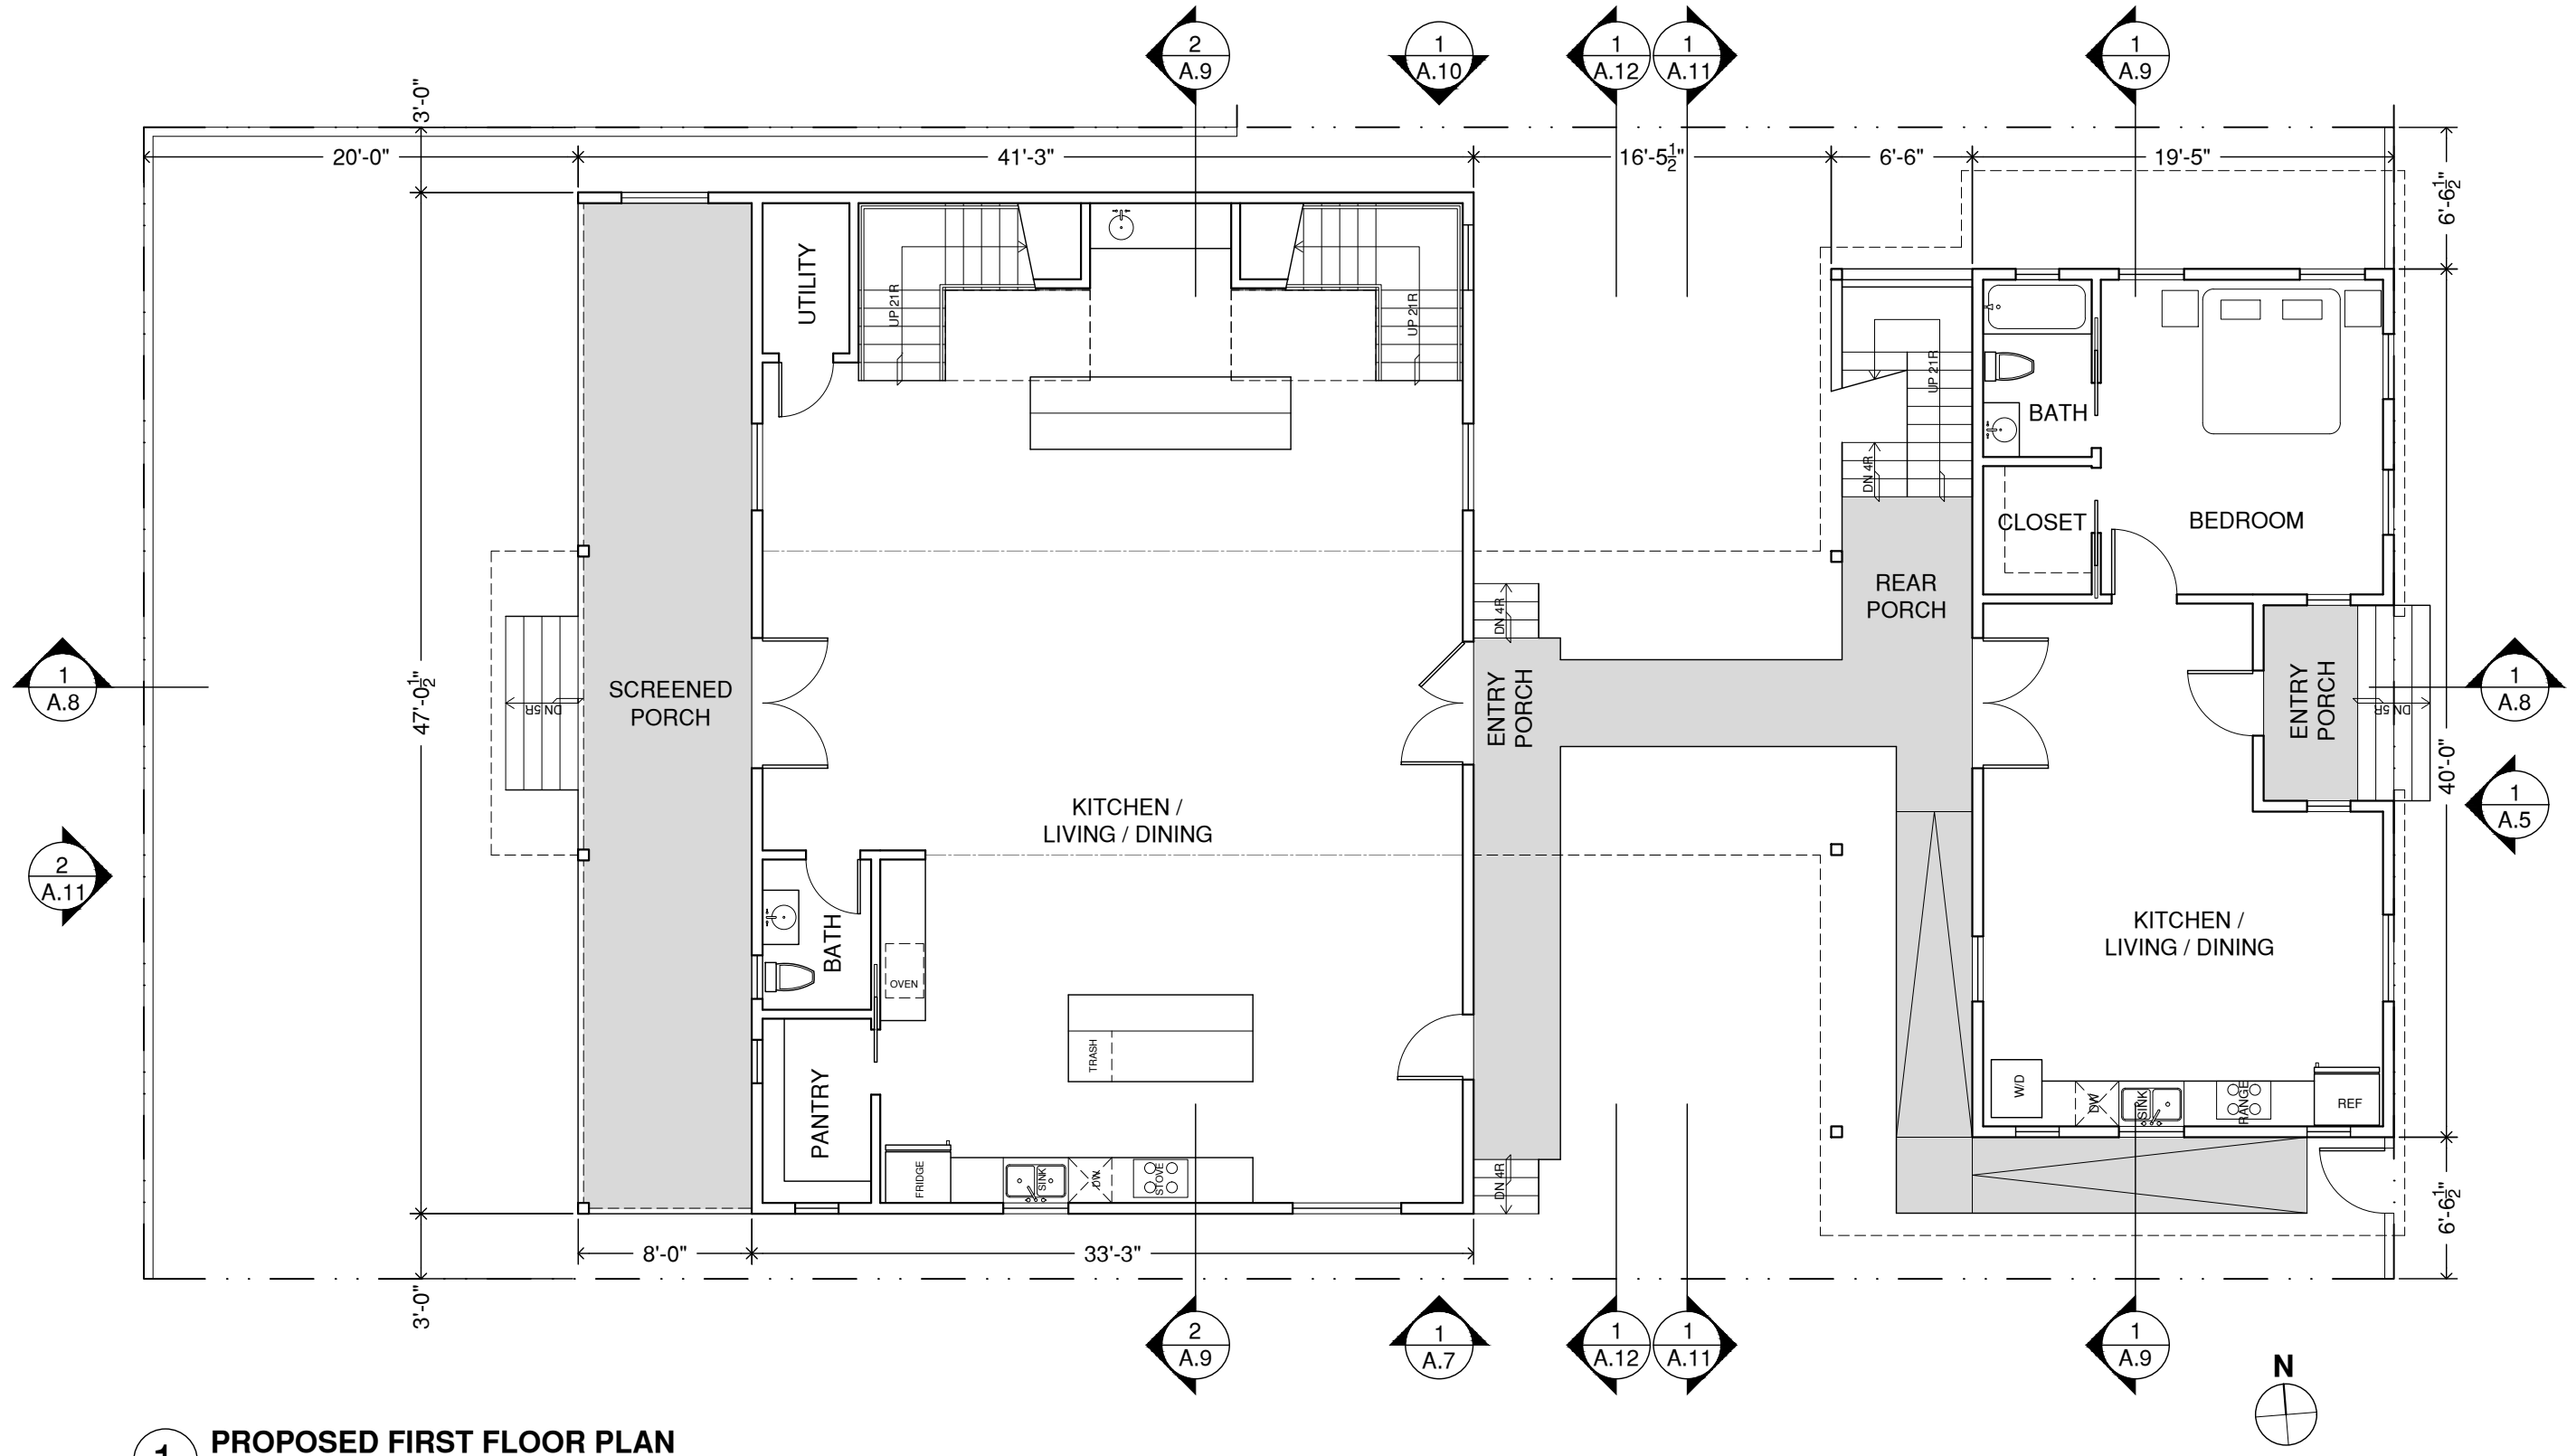 2
A.9
1
A.10
1
A.12
1
A.11
1
A.9
3'-0"
20'-0"
41'-3"
16'-5½"
6'-6"
19'-5"
6'-6½"
UTILITY
UP 21R
UP 21R
UP 21R
DN 4R
BATH
CLOSET
BEDROOM
REAR
PORCH
DN 4R
1
A.8
47'-0½"
DN 5R
SCREENED
PORCH
ENTRY
PORCH
ENTRY
PORCH
DN 5R
1
A.8
40'-0"
1
A.5
KITCHEN /
LIVING / DINING
2
A.11
BATH
OVEN
KITCHEN /
LIVING / DINING
TRASH
PANTRY
W/D
DW
SINK
RANGE
REF
FRIDGE
SINK
DW
STOVE
DN 4R
6'-6½"
8'-0"
33'-3"
3'-0"
2
A.9
1
A.7
1
A.12
1
A.11
1
A.9
N
1
PROPOSED FIRST FLOOR PLAN